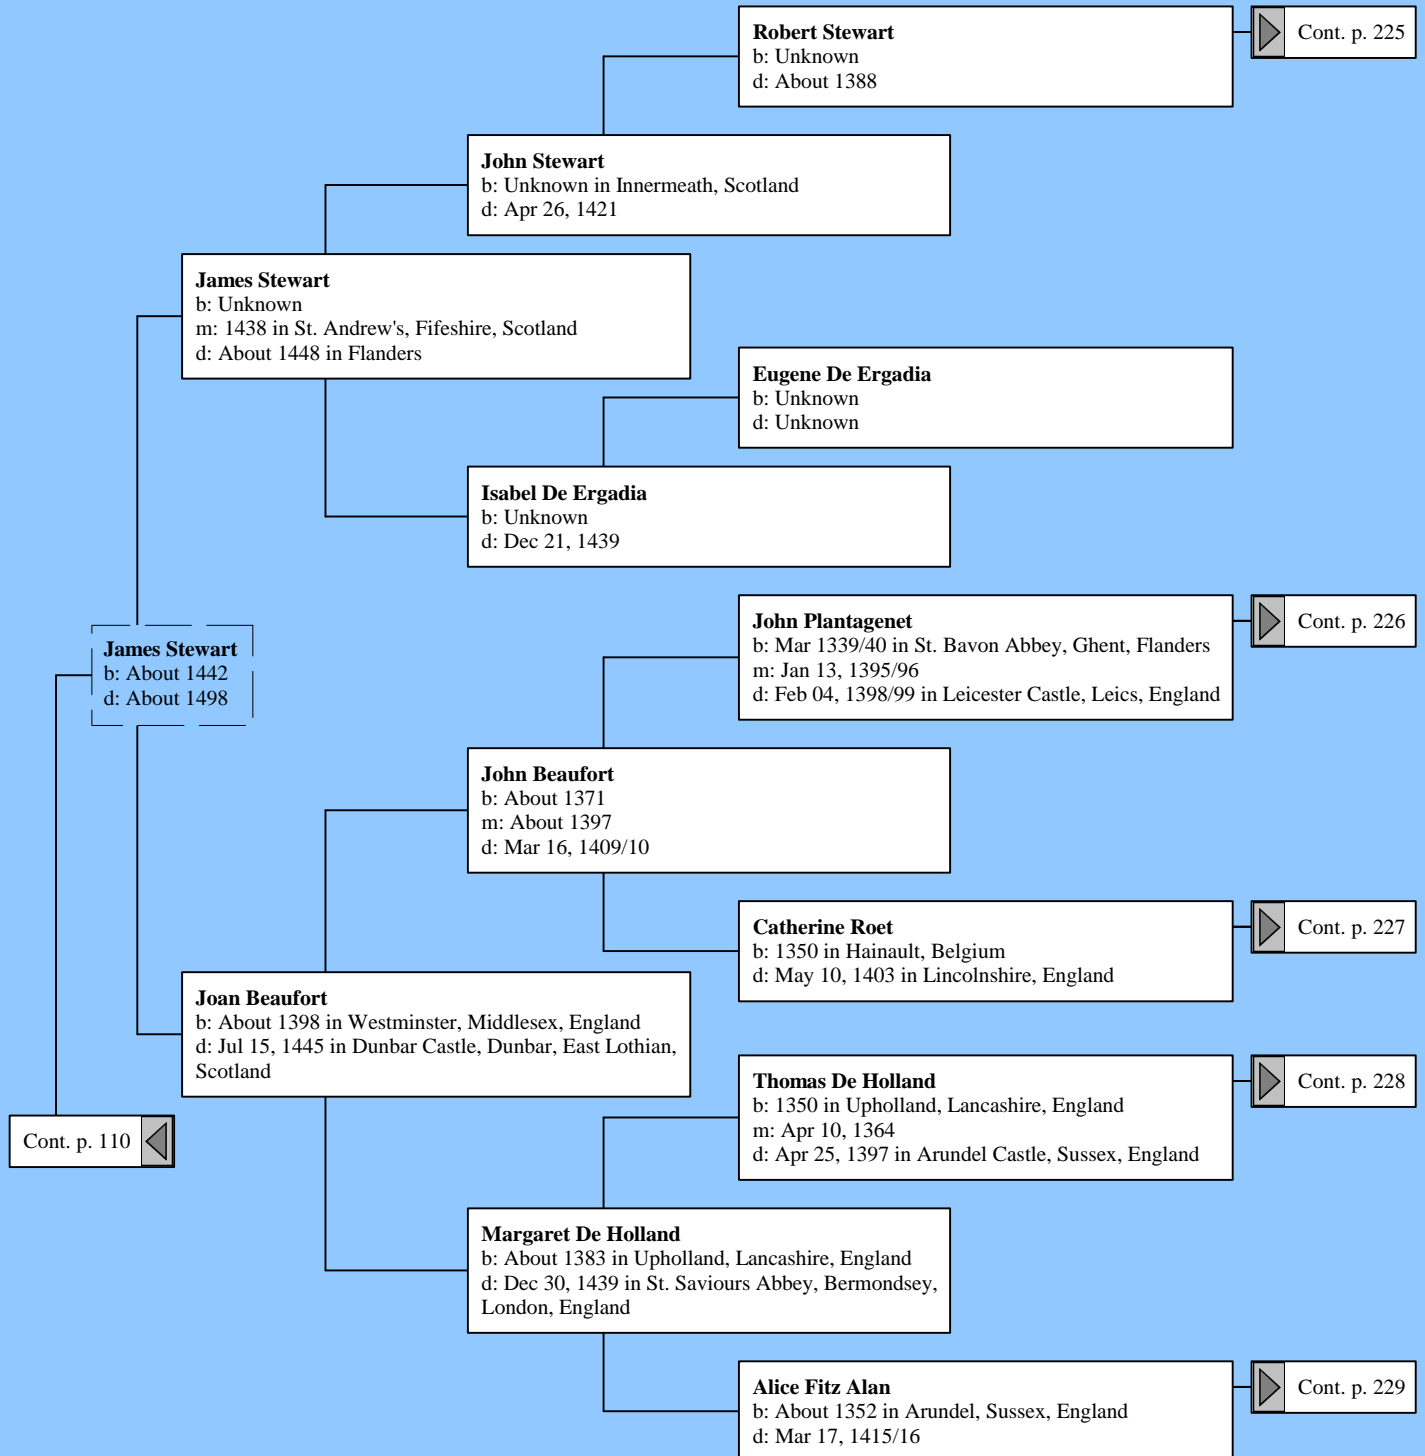 Robert Stewart
b: Unknown
d: About 1388
Cont. p. 225
John Stewart
b: Unknown in Innermeath, Scotland
d: Apr 26, 1421
James Stewart
b: Unknown
m: 1438 in St. Andrew's, Fifeshire, Scotland
d: About 1448 in Flanders
Eugene De Ergadia
b: Unknown
d: Unknown
Isabel De Ergadia
b: Unknown
d: Dec 21, 1439
James Stewart
b: About 1442
d: About 1498
John Plantagenet
b: Mar 1339/40 in St. Bavon Abbey, Ghent, Flanders
m: Jan 13, 1395/96
d: Feb 04, 1398/99 in Leicester Castle, Leics, England
Cont. p. 226
John Beaufort
b: About 1371
m: About 1397
d: Mar 16, 1409/10
Catherine Roet
b: 1350 in Hainault, Belgium
d: May 10, 1403 in Lincolnshire, England
Cont. p. 227
Joan Beaufort
b: About 1398 in Westminster, Middlesex, England
d: Jul 15, 1445 in Dunbar Castle, Dunbar, East Lothian,
Scotland
Thomas De Holland
b: 1350 in Upholland, Lancashire, England
m: Apr 10, 1364
d: Apr 25, 1397 in Arundel Castle, Sussex, England
Cont. p. 228
Cont. p. 110
Margaret De Holland
b: About 1383 in Upholland, Lancashire, England
d: Dec 30, 1439 in St. Saviours Abbey, Bermondsey,
London, England
Alice Fitz Alan
b: About 1352 in Arundel, Sussex, England
d: Mar 17, 1415/16
Cont. p. 229